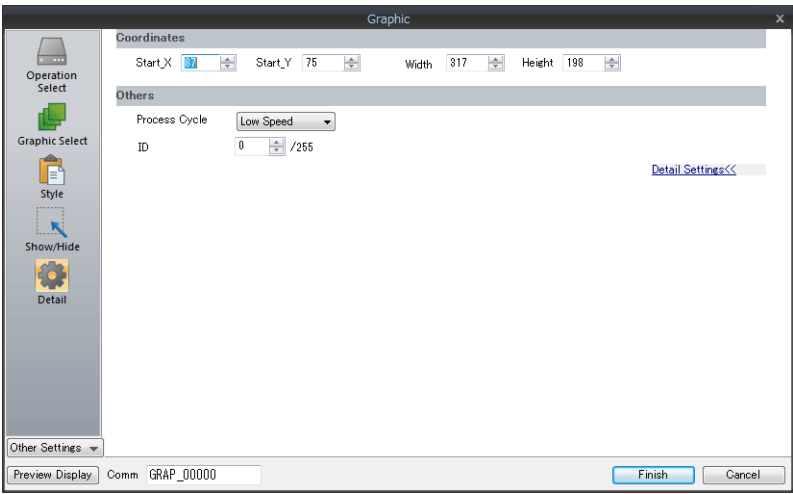 Graphic x
Coordinates
Start_X 87 Start_Y 75 Width 317 Height 198
Operation
Select
Others
Process Cycle Low Speed
Graphic Select
ID 0 /255
Detail Settings<<
Style
Show/Hide
Detail
Other Settings
Preview Display Comm GRAP_00000 Finish Cancel